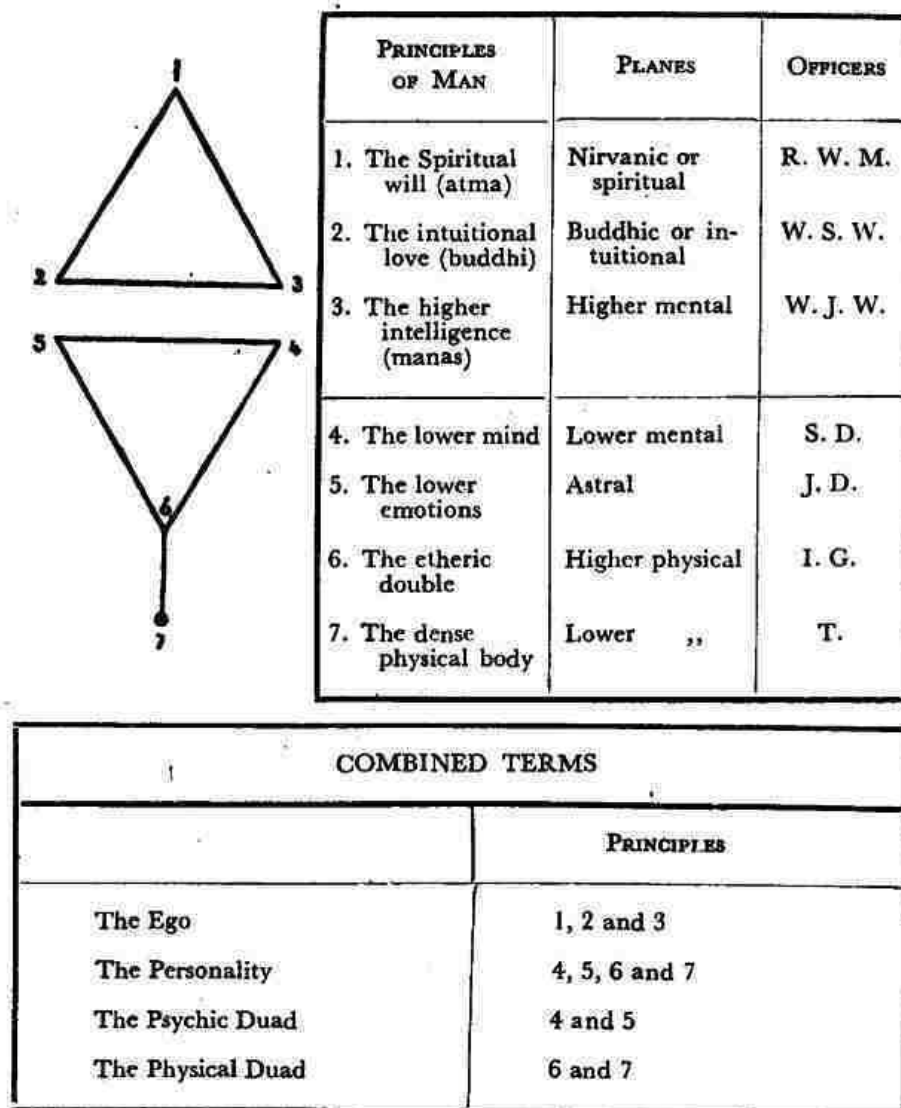 1
2
3
5
4
6
7
PRINCIPLES OF MAN
PLANES
OFFICERS
1. The Spiritual will (atma)
Nirvanic or spiritual
R. W. M.
2. The intuitional love (buddhi)
Buddhic or in-tuitional
W. S. W.
3. The higher intelligence (manas)
Higher mental
W. J. W.
4. The lower mind
Lower mental
S. D.
5. The lower emotions
Astral
J. D.
6. The etheric double
Higher physical
I. G.
7. The dense physical body
Lower ,,
T.
COMBINED TERMS
PRINCIPLES
The Ego
1, 2 and 3
The Personality
4, 5, 6 and 7
The Psychic Duad
4 and 5
The Physical Duad
6 and 7